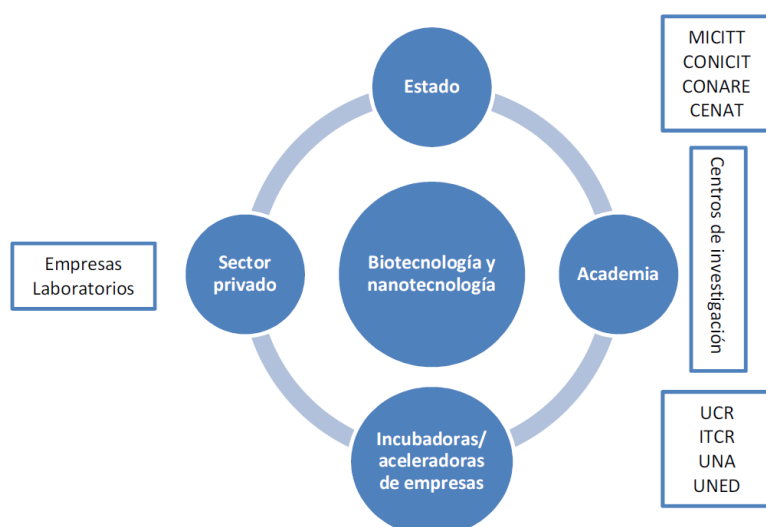 Estado
MICITT
CONICIT
CONARE
CENAT
Empresas
Laboratorios
Sector
privado
Biotecnología y
nanotecnología
Academia
Centros de investigación
Incubadoras/
aceleradoras
de empresas
UCR
ITCR
UNA
UNED